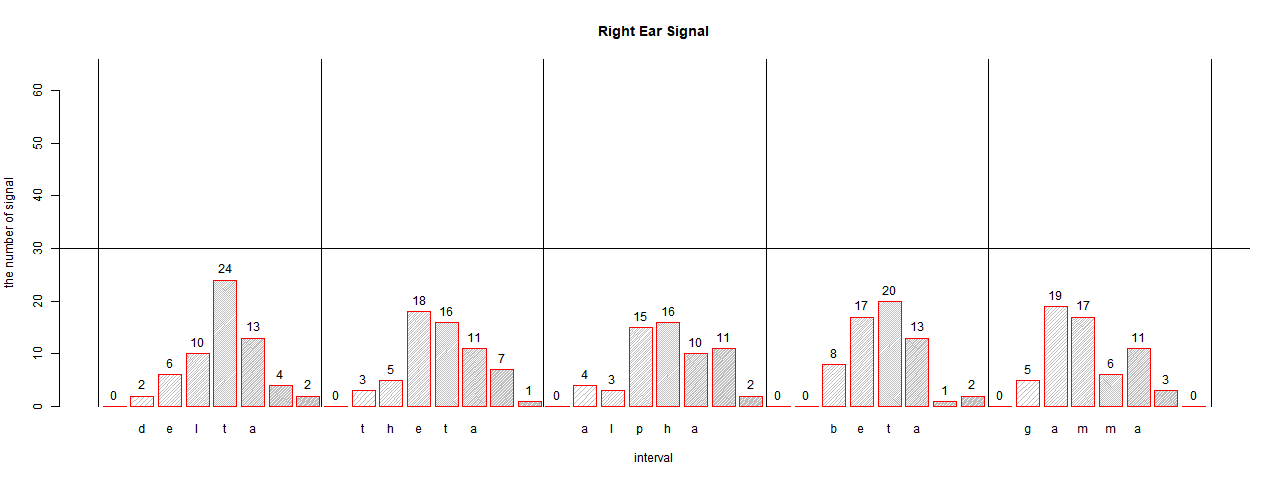 Right Ear Signal
the number of signal
60
50
40
30
20
10
0
0 2 6 10 24 13 4 2 0 3 5 18 16 11 7 1 0 4 3 15 16 10 11 2 0 0 8 17 20 13 1 2 0 5 19 17 6 11 3 0
d e l t a t h e t a a l p h a b e t a g a m m a
interval